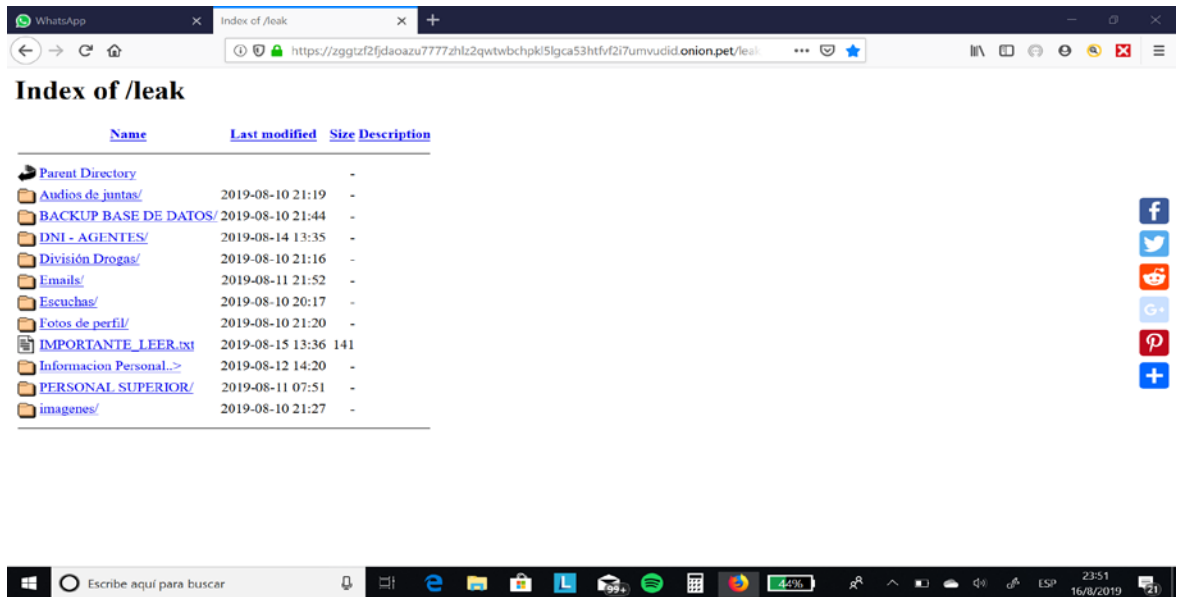 WhatsApp
Index of /leak
https://zggtzf2fjdaoazu7777zhlz2qwtwbchpkl5lgca53htfvf2i7umvudid.onion.pet/leak
Index of /leak
Name Last modified Size Description
Parent Directory -
Audios de juntas/ 2019-08-10 21:19 -
BACKUP BASE DE DATOS/ 2019-08-10 21:44 -
DNI - AGENTES/ 2019-08-14 13:35 -
División Drogas/ 2019-08-10 21:16 -
Emails/ 2019-08-11 21:52 -
Escuchas/ 2019-08-10 20:17 -
Fotos de perfil/ 2019-08-10 21:20 -
IMPORTANTE_LEER.txt 2019-08-15 13:36 141
Informacion Personal..> 2019-08-12 14:20 -
PERSONAL SUPERIOR/ 2019-08-11 07:51 -
imagenes/ 2019-08-10 21:27 -
G+
Escribe aquí para buscar
L
99+
44%
ESP
23:51
16/8/2019
21